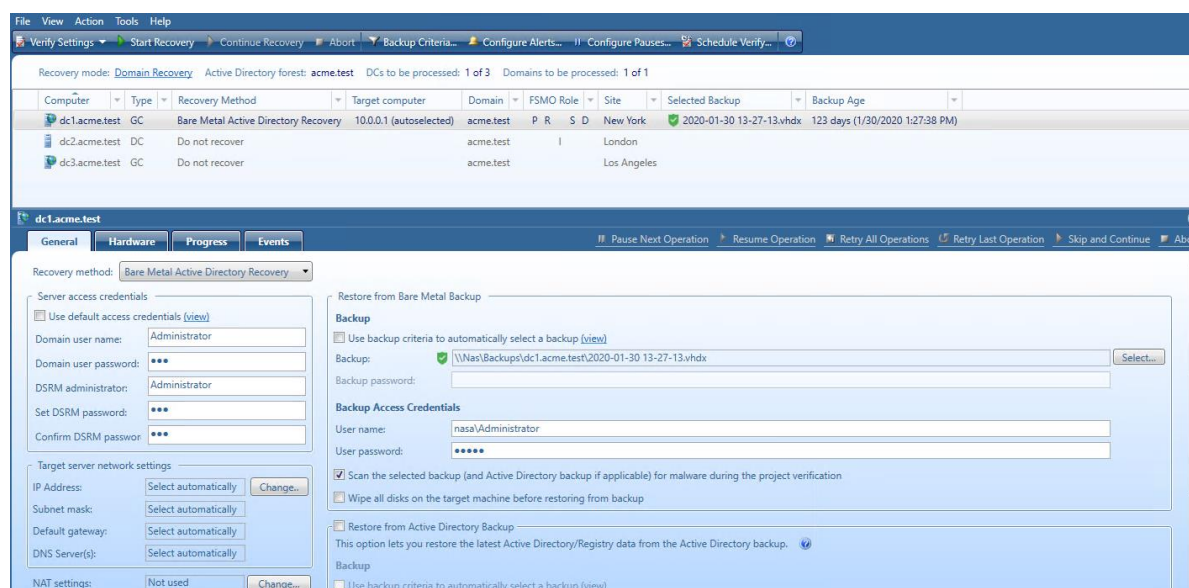 File View Action Tools Help
Verify Settings Start Recovery Continue Recovery Abort Backup Criteria... Configure Alerts... Configure Pauses... Schedule Verify...
Recovery mode: Domain Recovery Active Directory forest: acme.test DCs to be processed: 1 of 3 Domains to be processed: 1 of 1
Computer Type Recovery Method Target computer Domain FSMO Role Site Selected Backup Backup Age
dc1.acme.test GC Bare Metal Active Directory Recovery 10.0.0.1 (autoselected) acme.test P R S D New York 2020-01-30 13-27-13.vhdx 123 days (1/30/2020 1:27:38 PM)
dc2.acme.test DC Do not recover acme.test I London
dc3.acme.test GC Do not recover acme.test Los Angeles
dc1.acme.test
General Hardware Progress Events Pause Next Operation Resume Operation Retry All Operations Retry Last Operation Skip and Continue Abo
Recovery method: Bare Metal Active Directory Recovery
Server access credentials
Use default access credentials (view)
Domain user name: Administrator
Domain user password: •••
DSRM administrator: Administrator
Set DSRM password: •••
Confirm DSRM passwor •••
Target server network settings
IP Address: Select automatically Change..
Subnet mask: Select automatically
Default gateway: Select automatically
DNS Server(s): Select automatically
NAT settings: Not used Change...
Restore from Bare Metal Backup
Backup
Use backup criteria to automatically select a backup (view)
Backup: \\Nas\Backups\dc1.acme.test\2020-01-30 13-27-13.vhdx Select...
Backup password:
Backup Access Credentials
User name: nasa\Administrator
User password: •••••
Scan the selected backup (and Active Directory backup if applicable) for malware during the project verification
Wipe all disks on the target machine before restoring from backup
Restore from Active Directory Backup
This option lets you restore the latest Active Directory/Registry data from the Active Directory backup.
Backup
Use backup criteria to automatically select a backup (view)